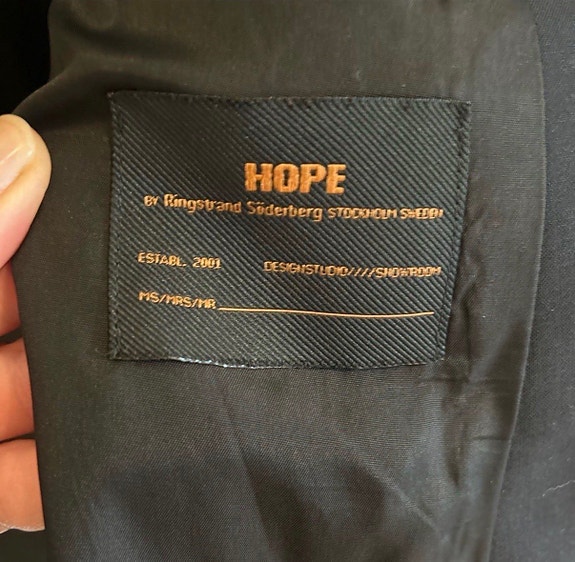 HOPE
BY Ringstrand Söderberg STOCKHOLM SWEDEN
ESTABL. 2001 DESIGNSTUDIO////SHOWROOM
MS/MRS/MR